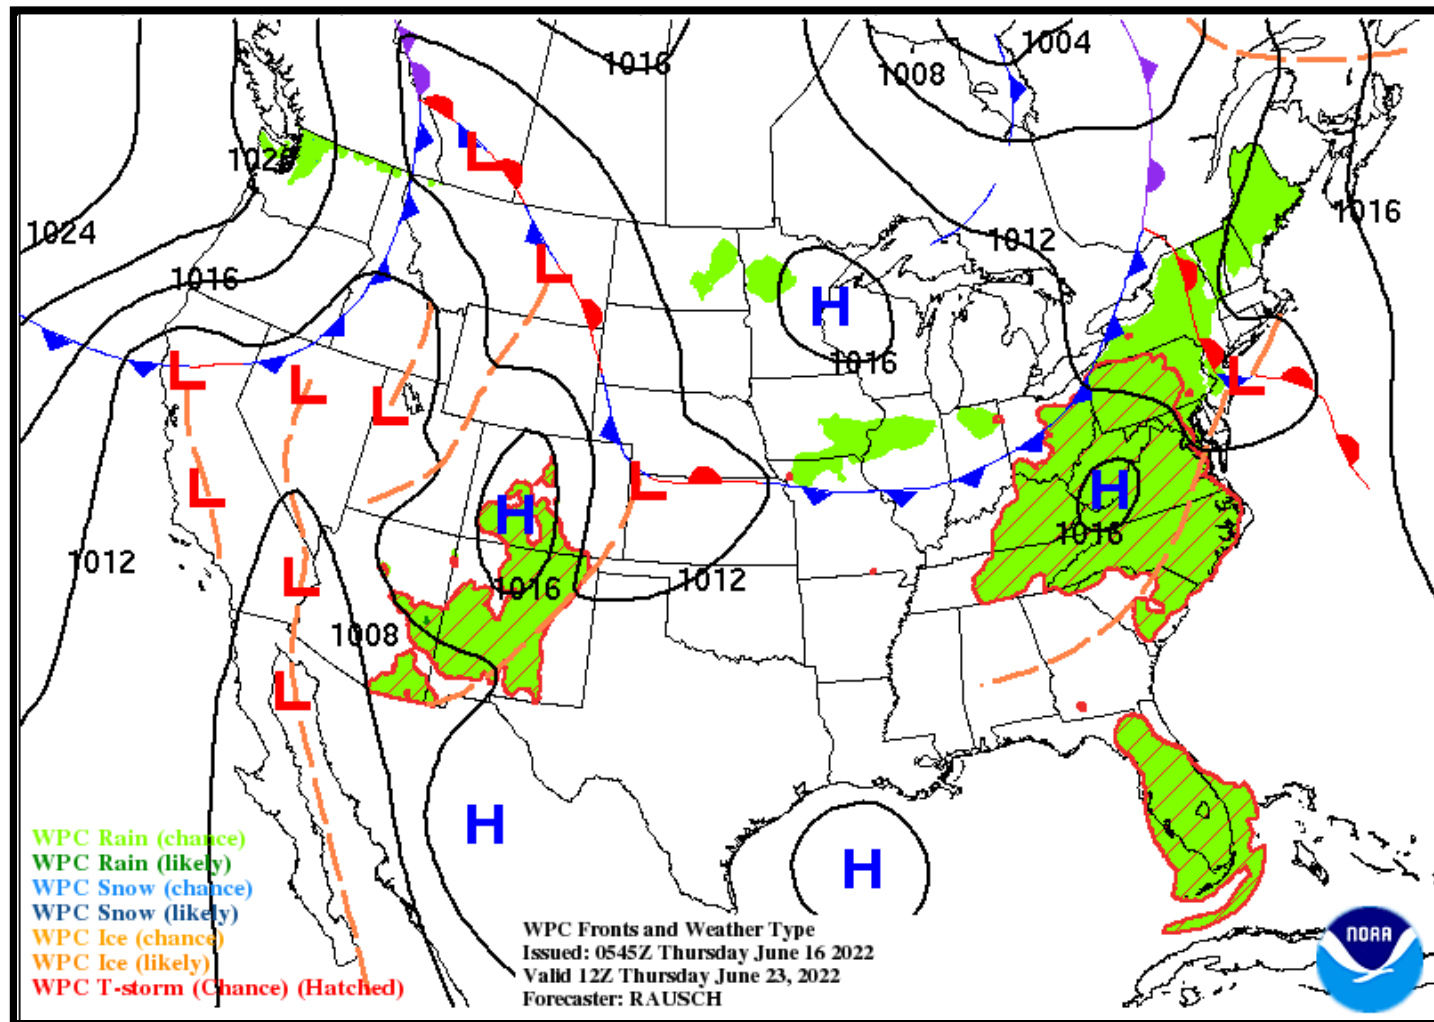 1016
1004
1008
1020
1024
1016
1012
1016
1016
H
1016
L
L
L
L
L
L
L
L
L
L
H
H
1016
1016
1012
1012
1008
H
H
WPC Rain (chance)
WPC Rain (likely)
WPC Snow (chance)
WPC Snow (likely)
WPC Ice (chance)
WPC Ice (likely)
WPC T-storm (Chance) (Hatched)
WPC Fronts and Weather Type
Issued: 0545Z Thursday June 16 2022
Valid 12Z Thursday June 23, 2022
Forecaster: RAUSCH
NOAA